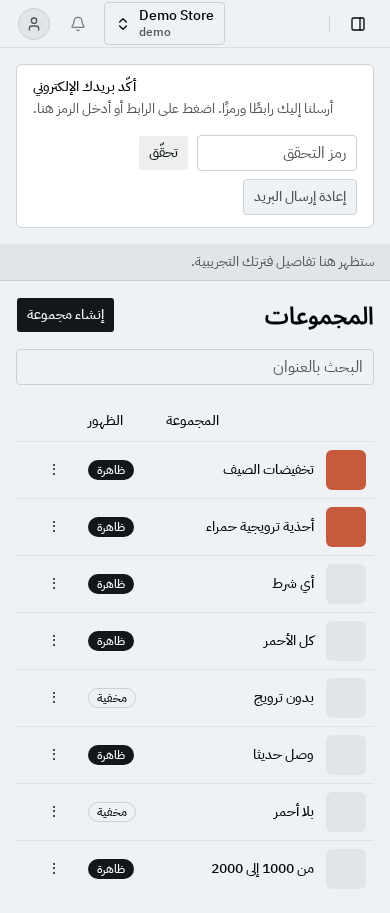 Demo Store
demo
أكّد بريدك الإلكتروني
أرسلنا إليك رابطًا ورمزًا. اضغط على الرابط أو أدخل الرمز هنا.
رمز التحقق
تحقّق
إعادة إرسال البريد
ستظهر هنا تفاصيل فترتك التجريبية.
المجموعات
إنشاء مجموعة
البحث بالعنوان
المجموعة الظهور
تخفيضات الصيف ظاهرة
أحذية ترويجية حمراء ظاهرة
أي شرط ظاهرة
كل الأحمر ظاهرة
بدون ترويج مخفية
وصل حديثا ظاهرة
بلا أحمر مخفية
من 1000 إلى 2000 ظاهرة